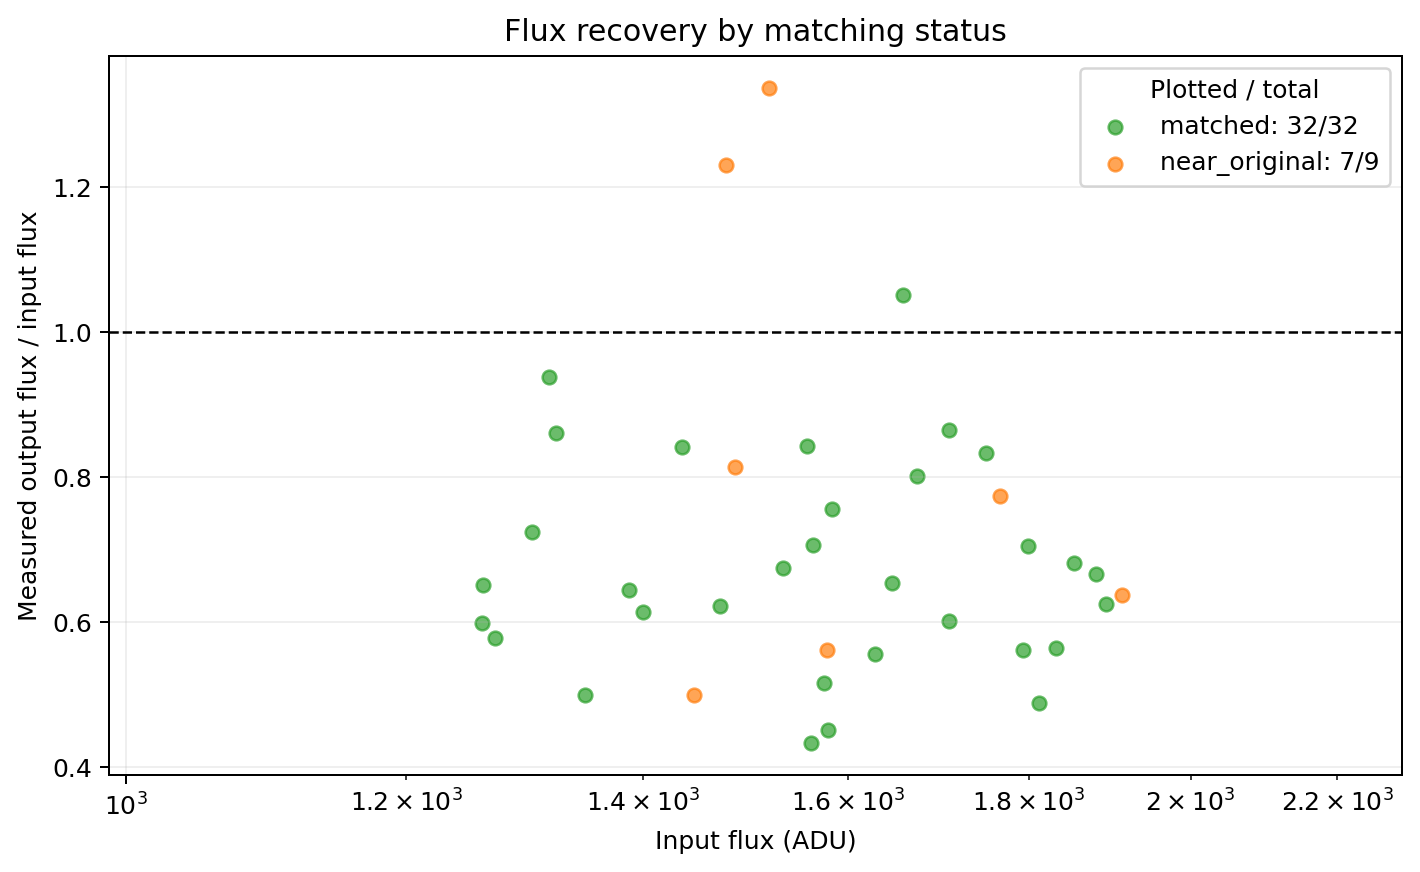 Flux recovery by matching status
Plotted / total
matched: 32/32
near_original: 7/9
Measured output flux / input flux
1.2
1.0
0.8
0.6
0.4
10³
1.2 × 10³
1.4 × 10³
1.6 × 10³
1.8 × 10³
2 × 10³
2.2 × 10³
Input flux (ADU)